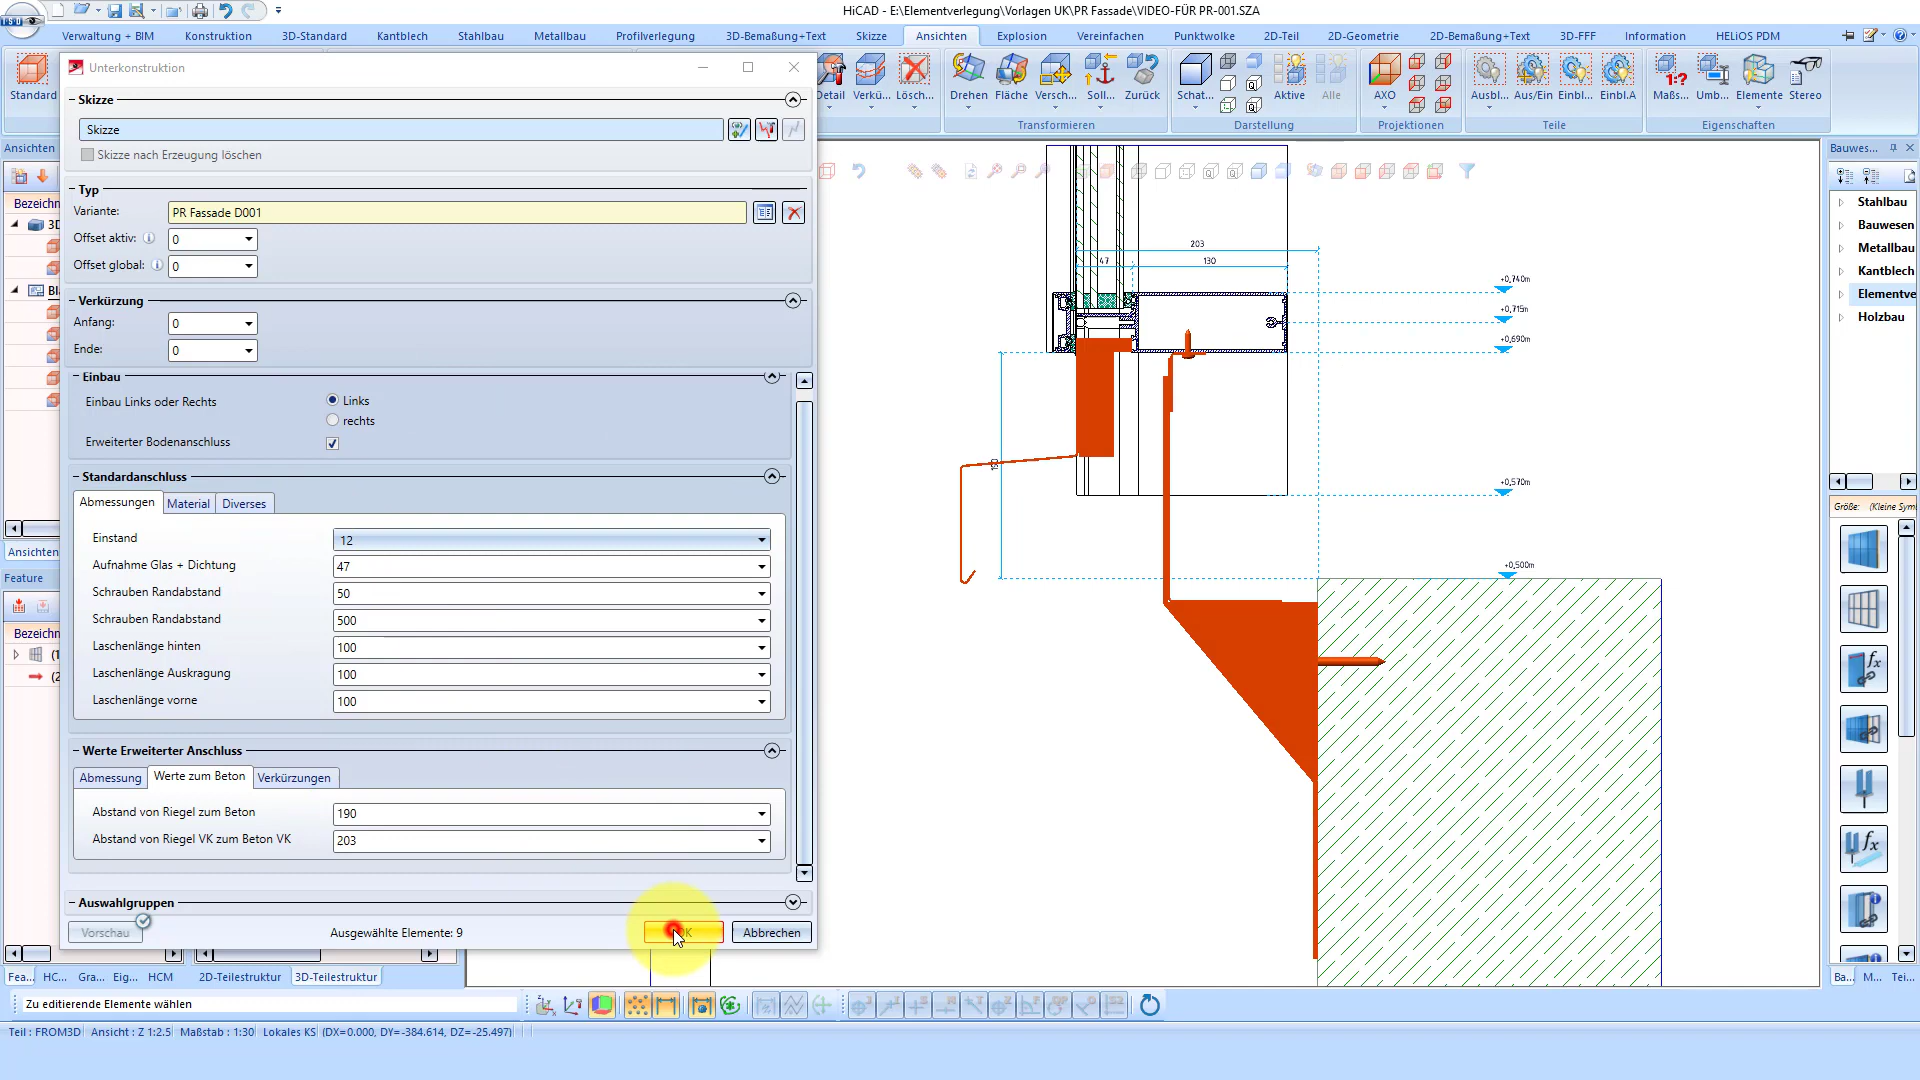 HiCAD - E:\Elementverlegung\Vorlagen UK\PR Fassade\VIDEO-FÜR PR-001.SZA
ISD
Verwaltung + BIM Konstruktion 3D-Standard Kantblech Stahlbau Metallbau Profilverlegung 3D-Bemaßung+Text Skizze Ansichten Explosion Vereinfachen Punktwolke 2D-Teil 2D-Geometrie 2D-Bemaßung+Text 3D-FFF Information HELiOS PDM
Standard
Detail Verkü... Lösch... Drehen Fläche Versch... Soll... Zurück Schat... Aktive Alle AXO Ausbl... Aus/Ein Einbl... Einbl.A Maßs... Umb... Elemente Stereo
Transformieren Darstellung Projektionen Teile Eigenschaften
Unterkonstruktion
Skizze
Skizze
Skizze nach Erzeugung löschen
Typ
Variante: PR Fassade D001
Offset aktiv: 0
Offset global: 0
Verkürzung
Anfang: 0
Ende: 0
Einbau
Einbau Links oder Rechts Links
rechts
Erweiterter Bodenanschluss
Standardanschluss
Abmessungen Material Diverses
Einstand 12
Aufnahme Glas + Dichtung 47
Schrauben Randabstand 50
Schrauben Randabstand 500
Laschenlänge hinten 100
Laschenlänge Auskragung 100
Laschenlänge vorne 100
Werte Erweiterter Anschluss
Abmessung Werte zum Beton Verkürzungen
Abstand von Riegel zum Beton 190
Abstand von Riegel VK zum Beton VK 203
Auswahlgruppen
Vorschau Ausgewählte Elemente: 9 Abbrechen
Ansichten
Bezeichn
3D
Bl
Ansichten
Feature
Bezeichn
(1
(2
203
47 130
+0,740m
+0,715m
+0,690m
+0,570m
+0,500m
Bauwes...
Stahlbau
Bauwesen
Metallbau
Kantblech
Elementve
Holzbau
Größe: (Kleine Sym
Ba... M... Tei...
Fea... HC... Gra... Eig... HCM 2D-Teilestruktur 3D-Teilestruktur
Zu editierende Elemente wählen
Teil : FROM3D Ansicht : Z 1:2.5 Maßstab : 1:30 Lokales KS (DX=0.000, DY=-384.614, DZ=-25.497)